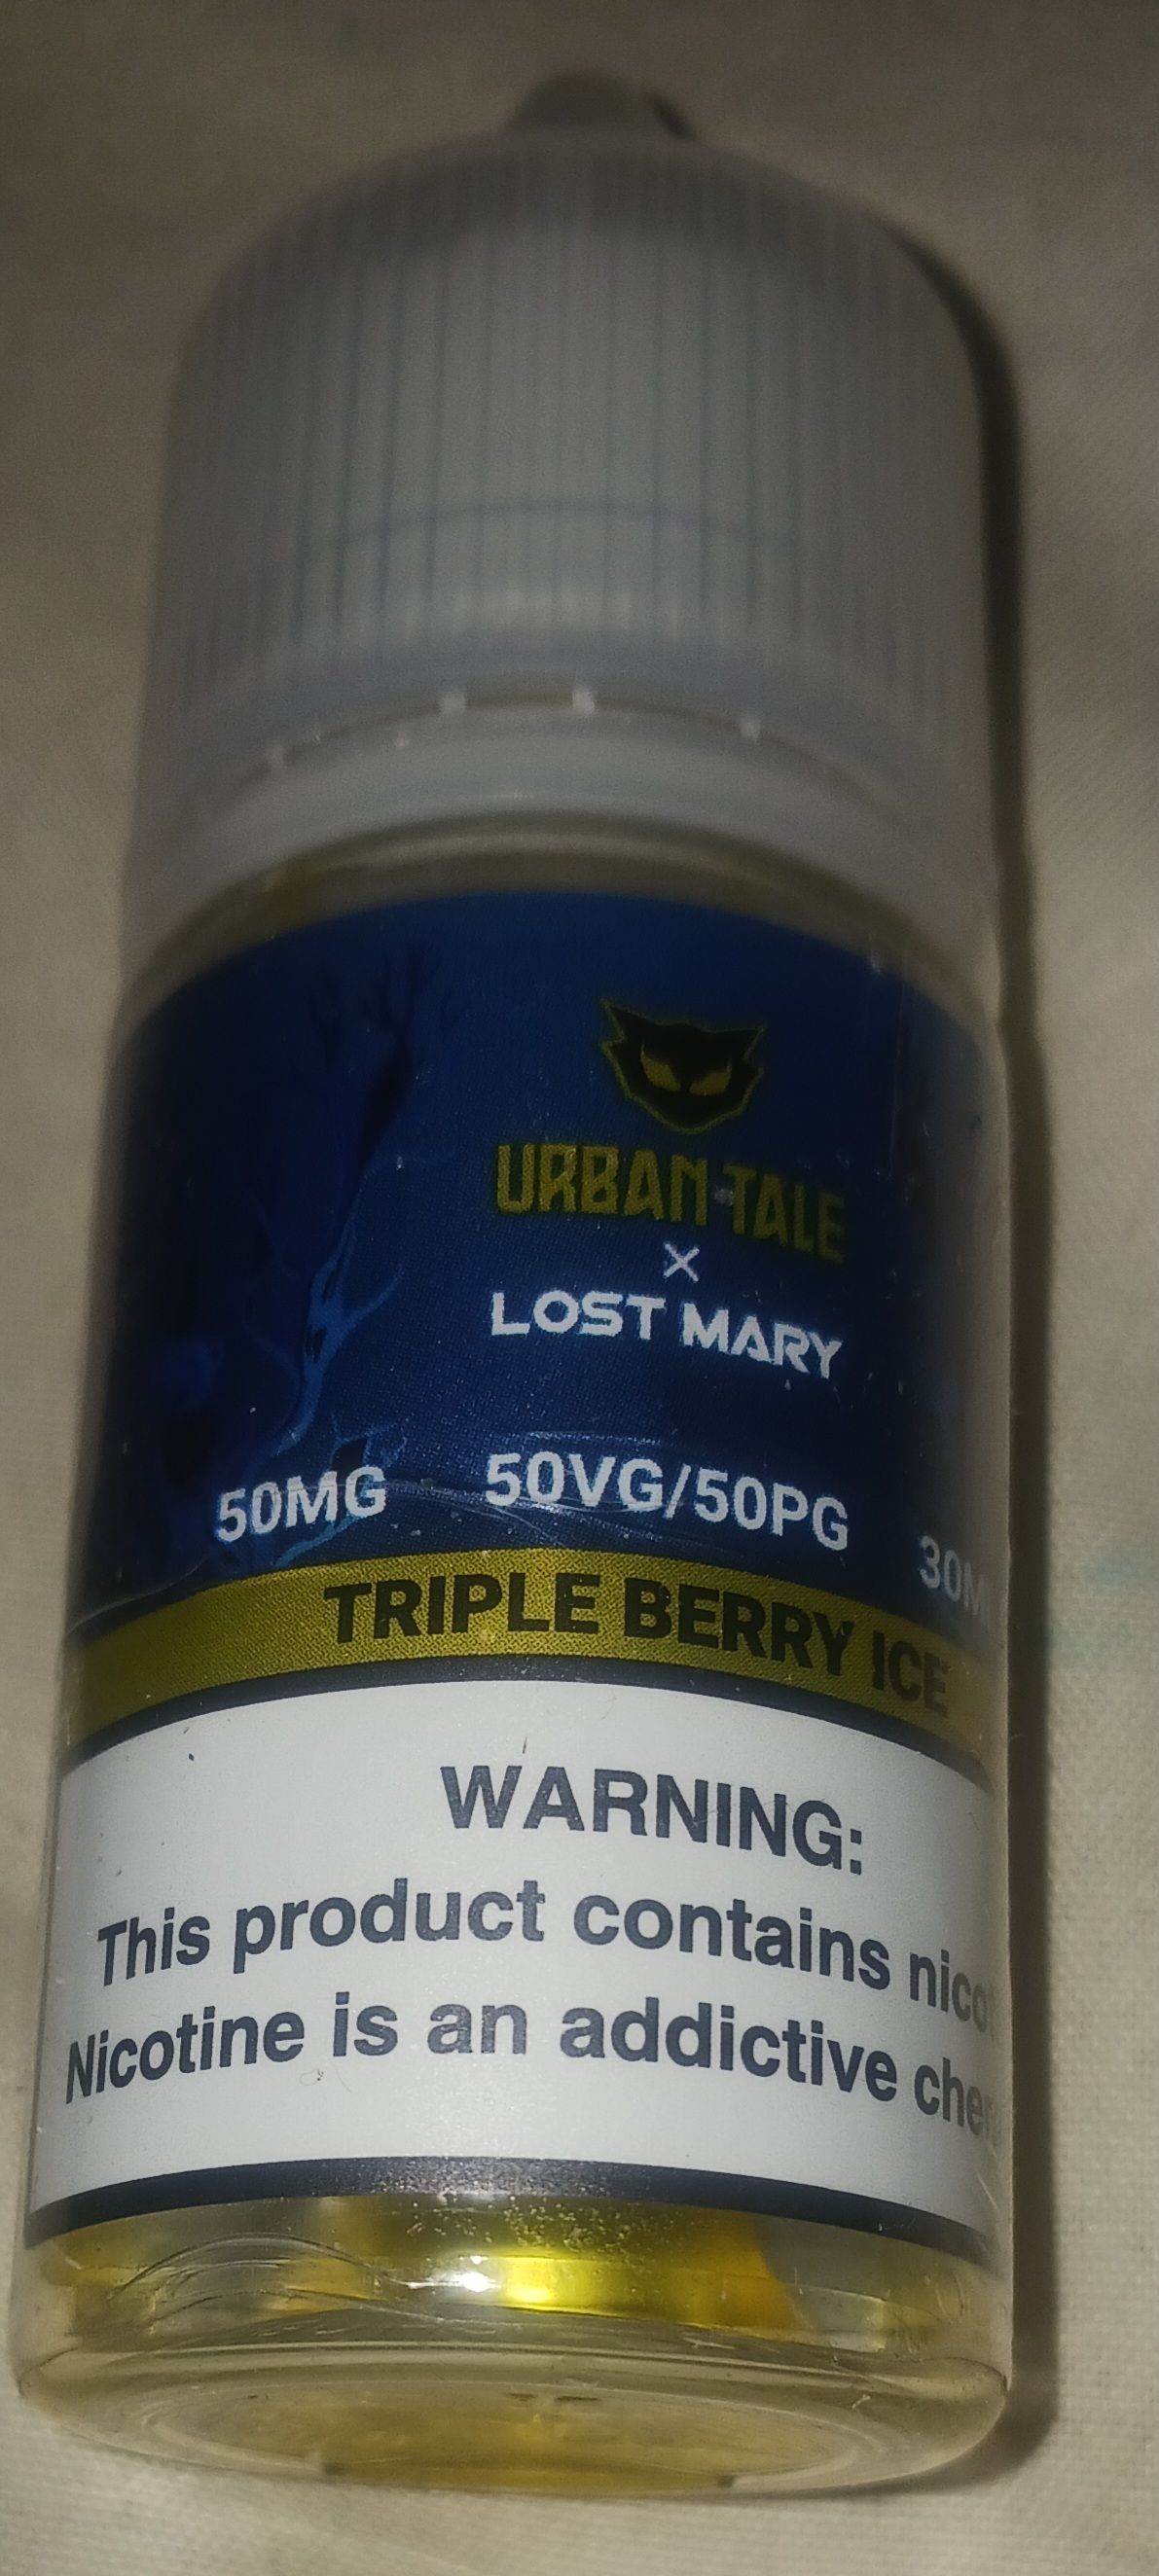 URBAN TALE
X
LOST MARY
50MG 50VG/50PG
TRIPLE BERRY ICE
WARNING:
This product contains
Nicotine is an addictive